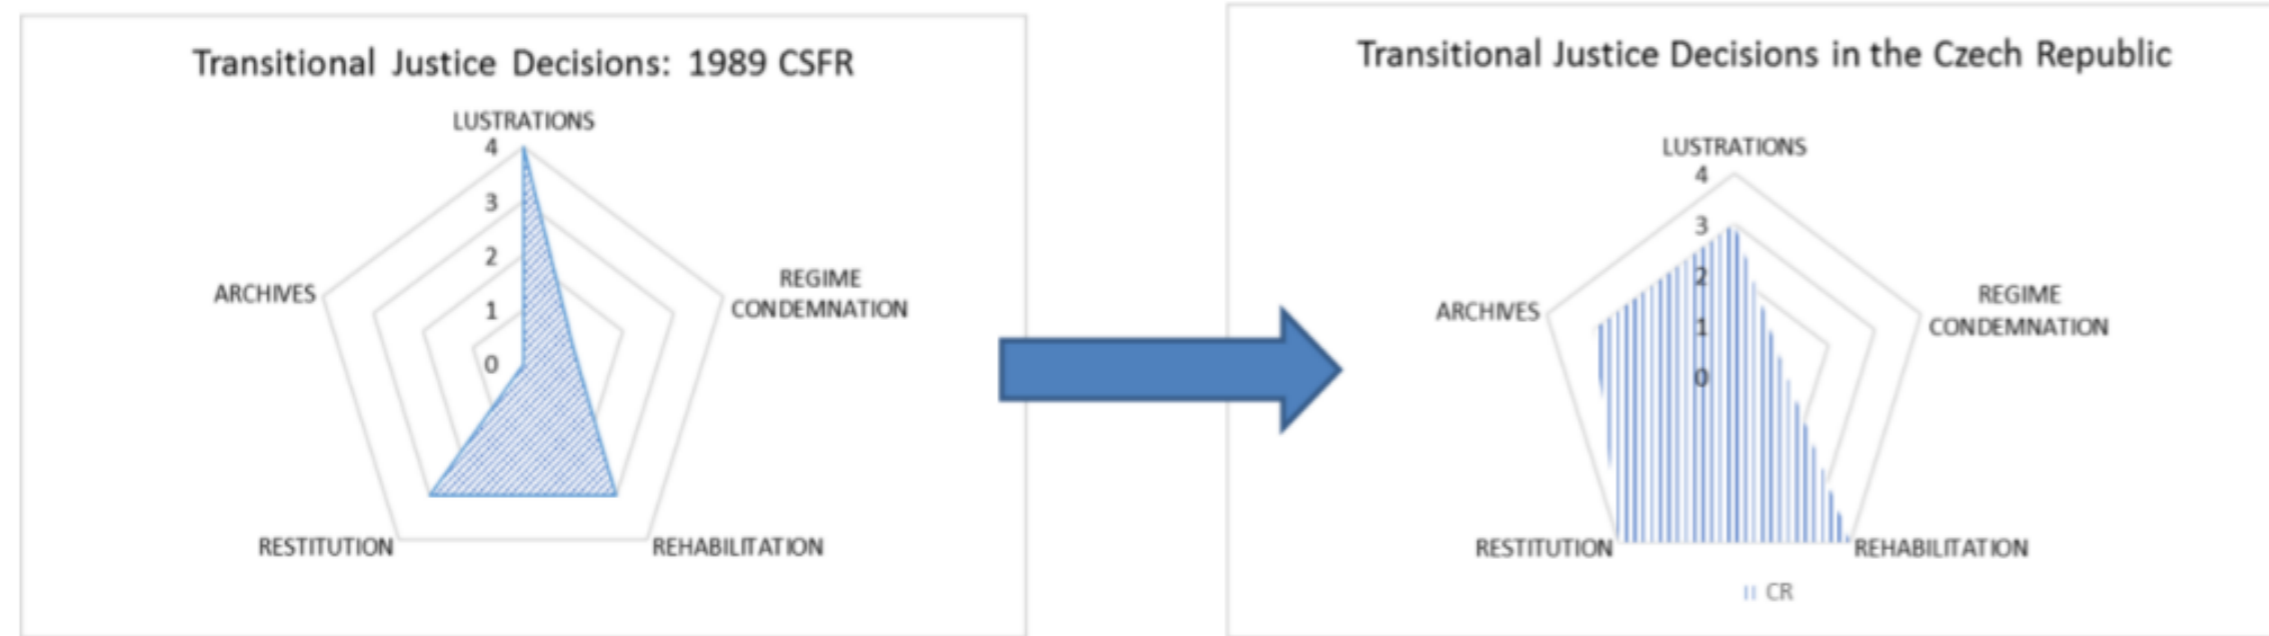 Transitional Justice Decisions: 1989 CSFR
LUSTRATIONS
4
3
2
1
0
ARCHIVES
REGIME
CONDEMNATION
RESTITUTION
REHABILITATION
Transitional Justice Decisions in the Czech Republic
LUSTRATIONS
4
3
2
1
0
ARCHIVES
REGIME
CONDEMNATION
RESTITUTION
REHABILITATION
CR